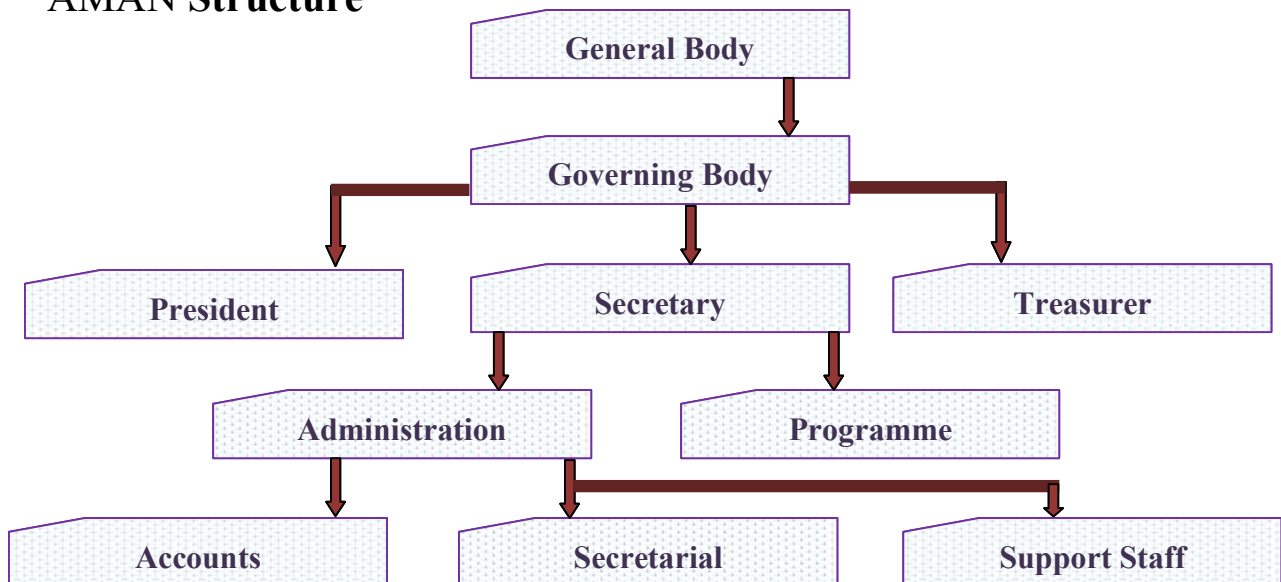 AMAN Structure
General Body
Governing Body
President
Secretary
Treasurer
Administration
Programme
Accounts
Secretarial
Support Staff